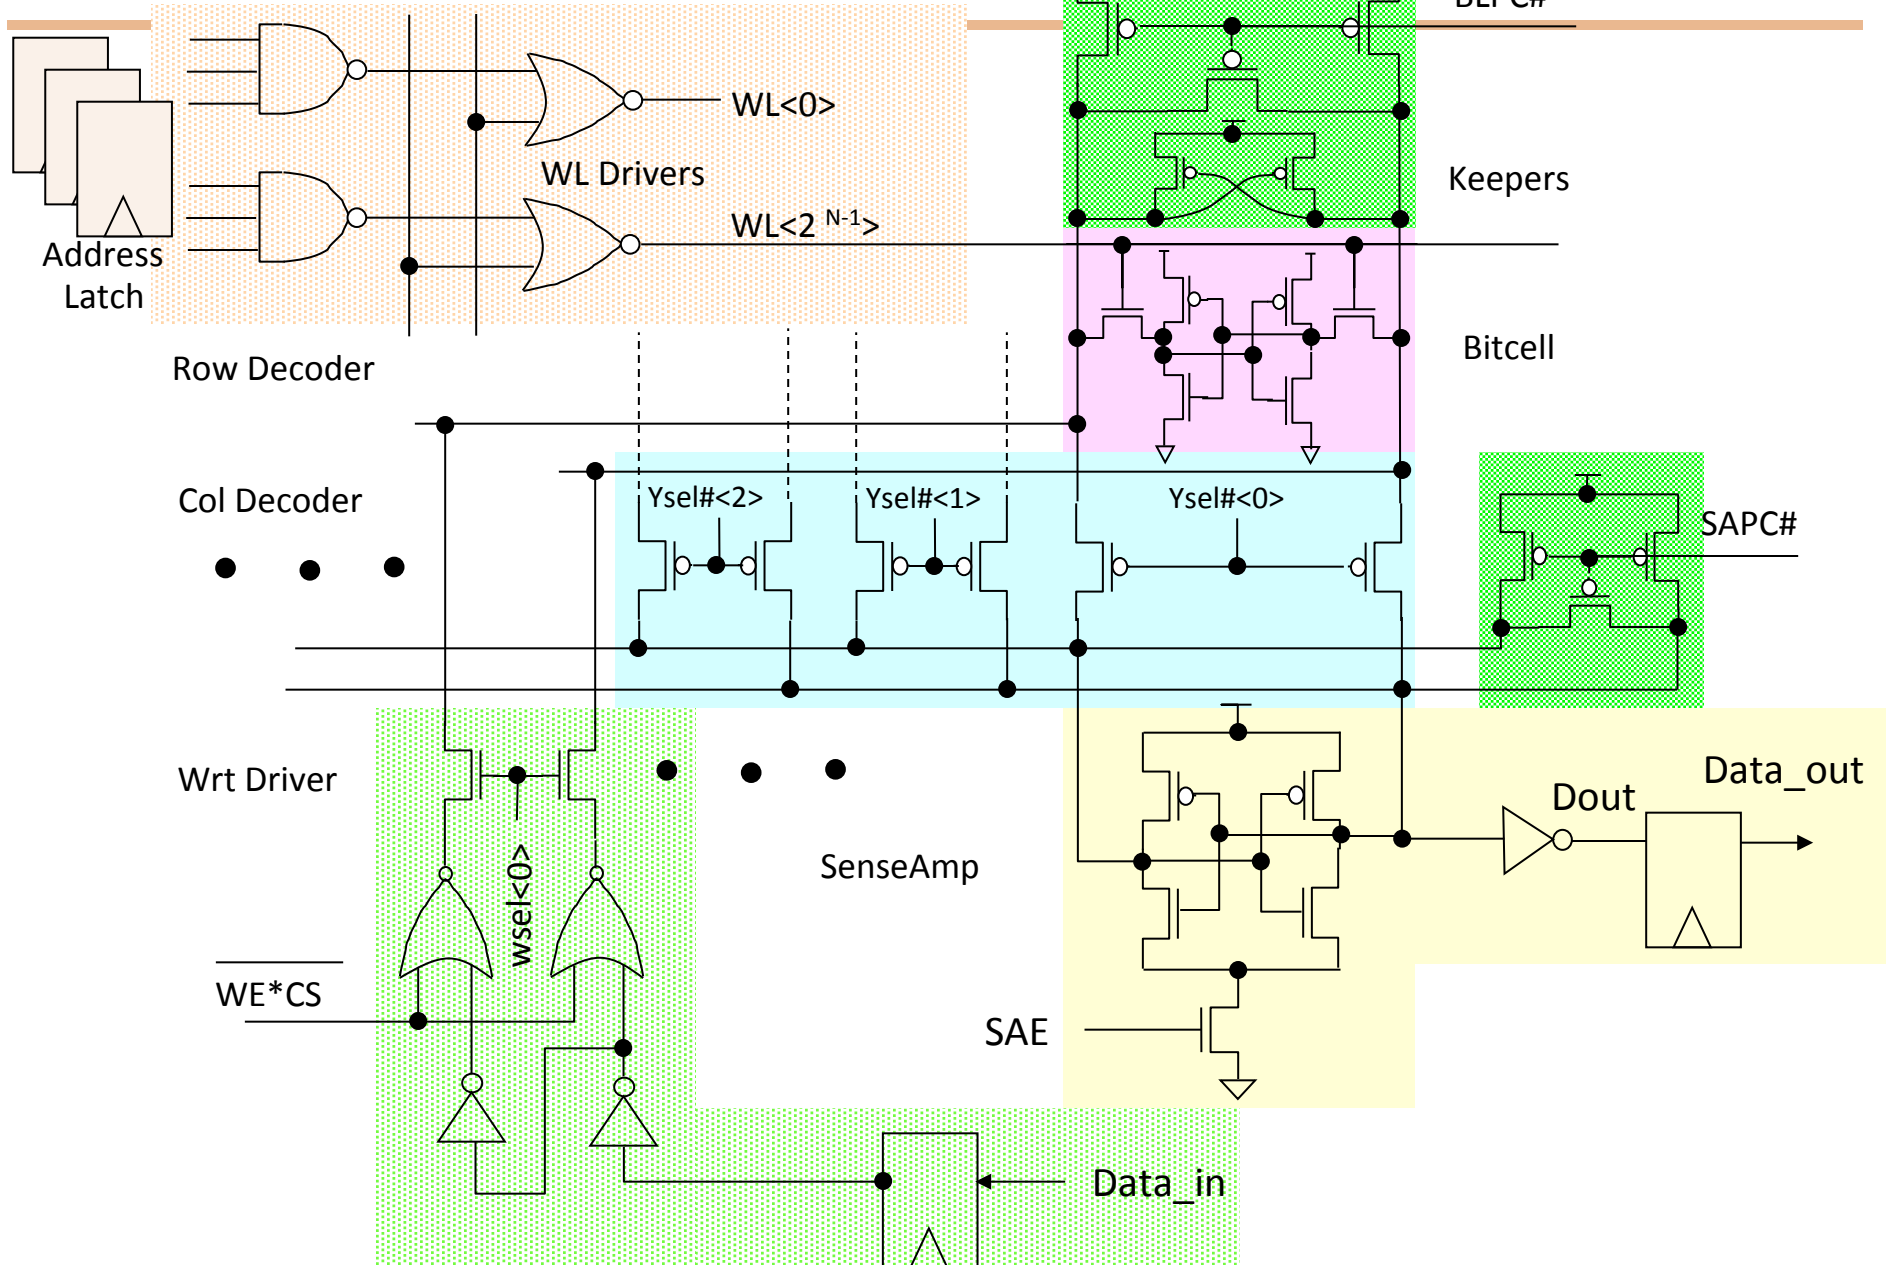 BLPC#
WL<0>
WL Drivers
Keepers
WL<2 N-1>
Address
Latch
Bitcell
Row Decoder
Col Decoder
Ysel#<2>
Ysel#<1>
Ysel#<0>
SAPC#
Wrt Driver
Data_out
Dout
SenseAmp
wsel<0>
WE*CS
SAE
Data_in